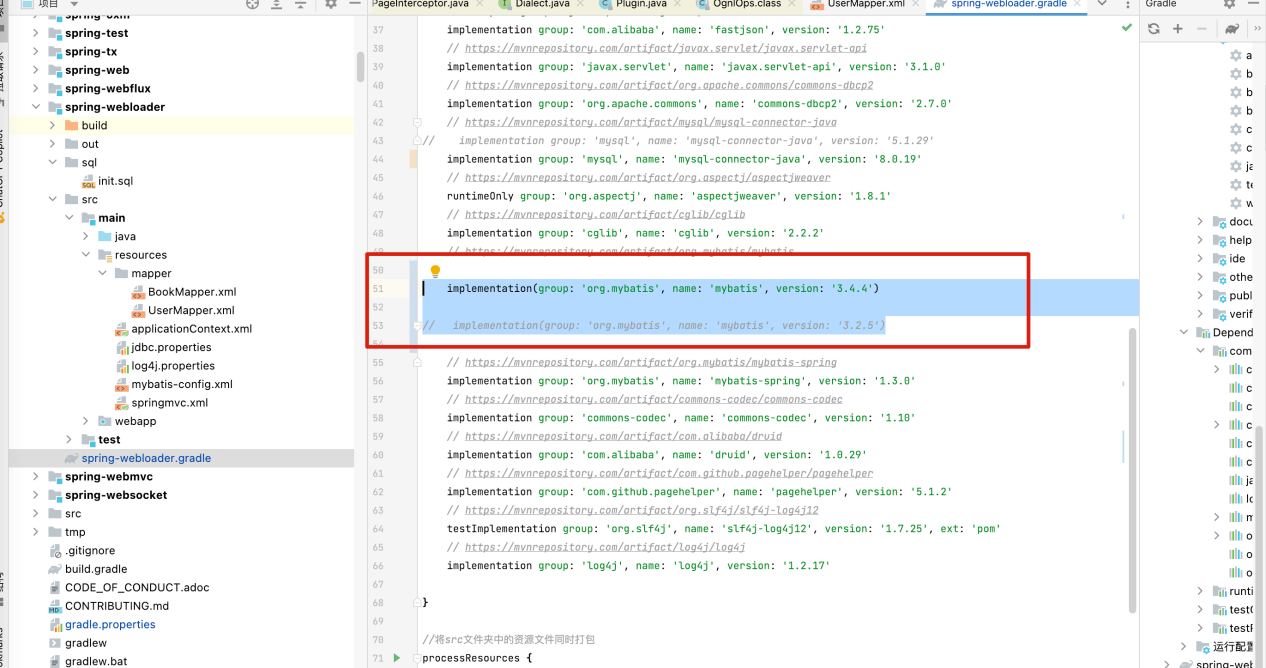 项目
PageInterceptor.java
Dialect.java
Plugin.java
OgnlOps.class
UserMapper.xml
spring-webloader.gradle
Gradle
spring-oxm
spring-test
spring-tx
spring-web
spring-webflux
spring-webloader
build
out
sql
init.sql
src
main
java
resources
mapper
BookMapper.xml
UserMapper.xml
applicationContext.xml
jdbc.properties
log4j.properties
mybatis-config.xml
springmvc.xml
webapp
test
spring-webloader.gradle
spring-webmvc
spring-websocket
src
tmp
.gitignore
build.gradle
CODE_OF_CONDUCT.adoc
CONTRIBUTING.md
gradle.properties
gradlew
gradlew.bat
37 implementation group: 'com.alibaba', name: 'fastjson', version: '1.2.75'
38 // https://mvnrepository.com/artifact/javax.servlet/javax.servlet-api
39 implementation group: 'javax.servlet', name: 'javax.servlet-api', version: '3.1.0'
40 // https://mvnrepository.com/artifact/org.apache.commons/commons-dbcp2
41 implementation group: 'org.apache.commons', name: 'commons-dbcp2', version: '2.7.0'
42 // https://mvnrepository.com/artifact/mysql/mysql-connector-java
43 // implementation group: 'mysql', name: 'mysql-connector-java', version: '5.1.29'
44 implementation group: 'mysql', name: 'mysql-connector-java', version: '8.0.19'
45 // https://mvnrepository.com/artifact/org.aspectj/aspectjweaver
46 runtimeOnly group: 'org.aspectj', name: 'aspectjweaver', version: '1.8.1'
47 // https://mvnrepository.com/artifact/cglib/cglib
48 implementation group: 'cglib', name: 'cglib', version: '2.2.2'
49 // https://mvnrepository.com/artifact/org.mybatis/mybatis
50
51 implementation(group: 'org.mybatis', name: 'mybatis', version: '3.4.4')
52
53 // implementation(group: 'org.mybatis', name: 'mybatis', version: '3.2.5')
54
55 // https://mvnrepository.com/artifact/org.mybatis/mybatis-spring
56 implementation group: 'org.mybatis', name: 'mybatis-spring', version: '1.3.0'
57 // https://mvnrepository.com/artifact/commons-codec/commons-codec
58 implementation group: 'commons-codec', name: 'commons-codec', version: '1.10'
59 // https://mvnrepository.com/artifact/com.alibaba/druid
60 implementation group: 'com.alibaba', name: 'druid', version: '1.0.29'
61 // https://mvnrepository.com/artifact/com.github.pagehelper/pagehelper
62 implementation group: 'com.github.pagehelper', name: 'pagehelper', version: '5.1.2'
63 // https://mvnrepository.com/artifact/org.slf4j/slf4j-log4j12
64 testImplementation group: 'org.slf4j', name: 'slf4j-log4j12', version: '1.7.25', ext: 'pom'
65 // https://mvnrepository.com/artifact/log4j/log4j
66 implementation group: 'log4j', name: 'log4j', version: '1.2.17'
67
68 }
69
70 //将src文件夹中的资源文件同时打包
71 processResources {
docu
help
ide
othe
publ
verif
Depend
com
runti
testC
testF
运行配置
spring-web